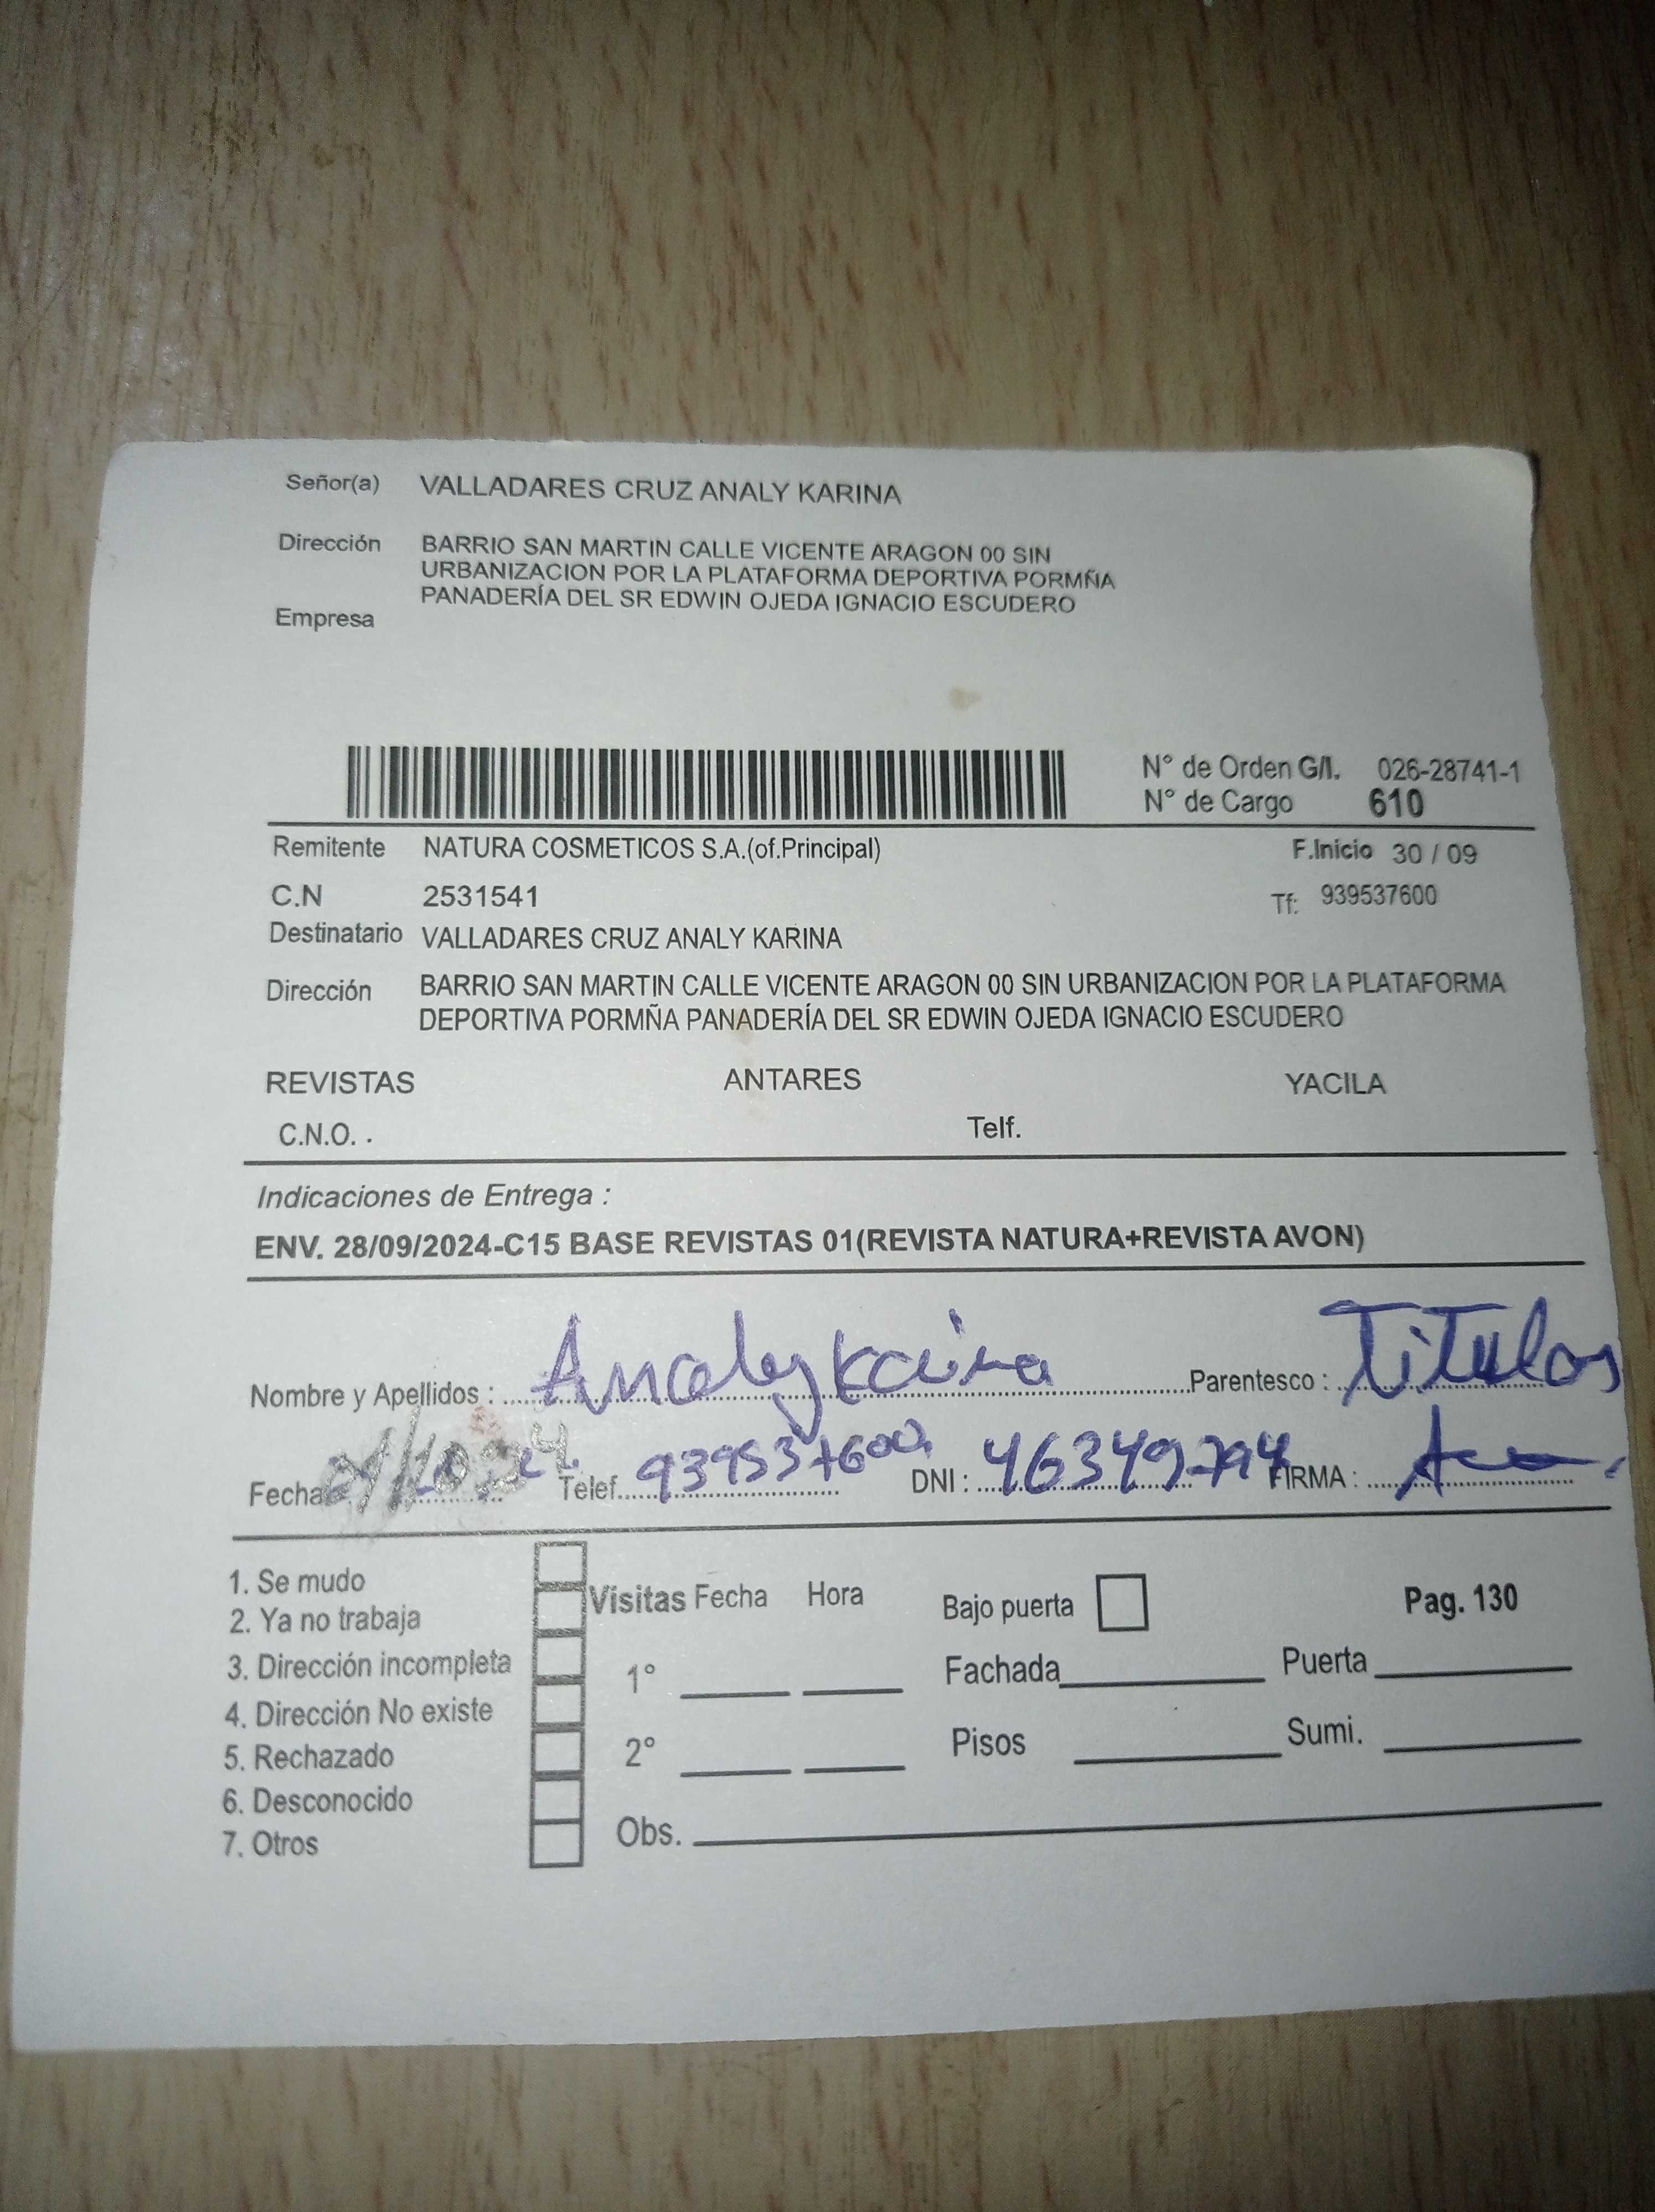 Señor(a) VALLADARES CRUZ ANALY KARINA
Dirección BARRIO SAN MARTIN CALLE VICENTE ARAGON 00 SIN
URBANIZACION POR LA PLATAFORMA DEPORTIVA PORMÑA
PANADERÍA DEL SR EDWIN OJEDA IGNACIO ESCUDERO
Empresa
N° de Orden G/I. 026-28741-1
N° de Cargo 610
Remitente NATURA COSMETICOS S.A.(of.Principal) F.Inicio 30 / 09
C.N 2531541 Tf: 939537600
Destinatario VALLADARES CRUZ ANALY KARINA
Dirección BARRIO SAN MARTIN CALLE VICENTE ARAGON 00 SIN URBANIZACION POR LA PLATAFORMA
DEPORTIVA PORMÑA PANADERÍA DEL SR EDWIN OJEDA IGNACIO ESCUDERO
REVISTAS ANTARES YACILA
C.N.O. . Telf.
Indicaciones de Entrega :
ENV. 28/09/2024-C15 BASE REVISTAS 01(REVISTA NATURA+REVISTA AVON)
Nombre y Apellidos : Analy Parentesco :
Fecha Telef. 939537600 DNI : 46349794 FIRMA :
1. Se mudo
2. Ya no trabaja
3. Dirección incompleta
4. Dirección No existe
5. Rechazado
6. Desconocido
7. Otros
Visitas Fecha Hora
1°
2°
Obs.
Bajo puerta Pag. 130
Fachada Puerta
Pisos Sumi.